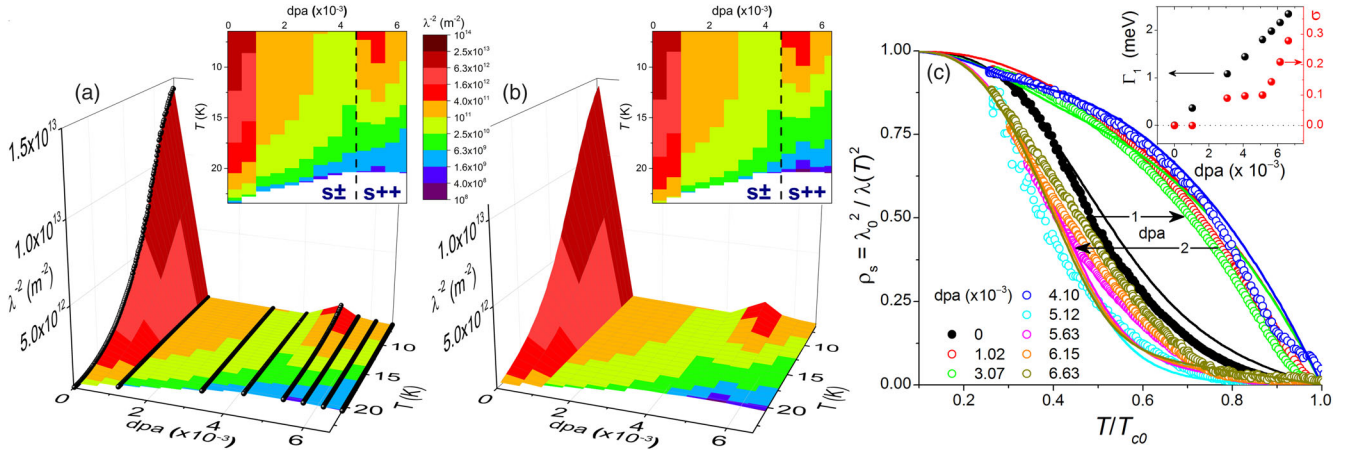 (a)
1.5x10¹³
1.0x10¹³
5.0x10¹²
λ⁻² (m⁻²)
0
2
4
6
dpa (x10⁻³)
10
15
20
T (K)
dpa (x10⁻³)
0
2
4
6
10
15
20
T (K)
s± s++
λ⁻² (m⁻²)
10¹⁴
2.5x10¹³
6.3x10¹²
1.6x10¹²
4.0x10¹¹
10¹¹
2.5x10¹⁰
6.3x10⁹
1.6x10⁹
4.0x10⁸
10⁸
(b)
1.5x10¹³
1.0x10¹³
5.0x10¹²
λ⁻² (m⁻²)
0
2
4
6
dpa (x10⁻³)
10
15
20
T (K)
dpa (x10⁻³)
0
2
4
6
10
15
20
T (K)
s± s++
(c)
1.00
0.75
0.50
0.25
0.00
ρs = λ₀² / λ(T)²
0.2 0.4 0.6 0.8 1.0
T/Tc0
1
dpa
2
dpa (x10⁻³)
0
1.02
3.07
4.10
5.12
5.63
6.15
6.63
2
1
0
Γ₁ (meV)
0.3
0.2
0.1
0.0
σ
0 2 4 6
dpa (x 10⁻³)